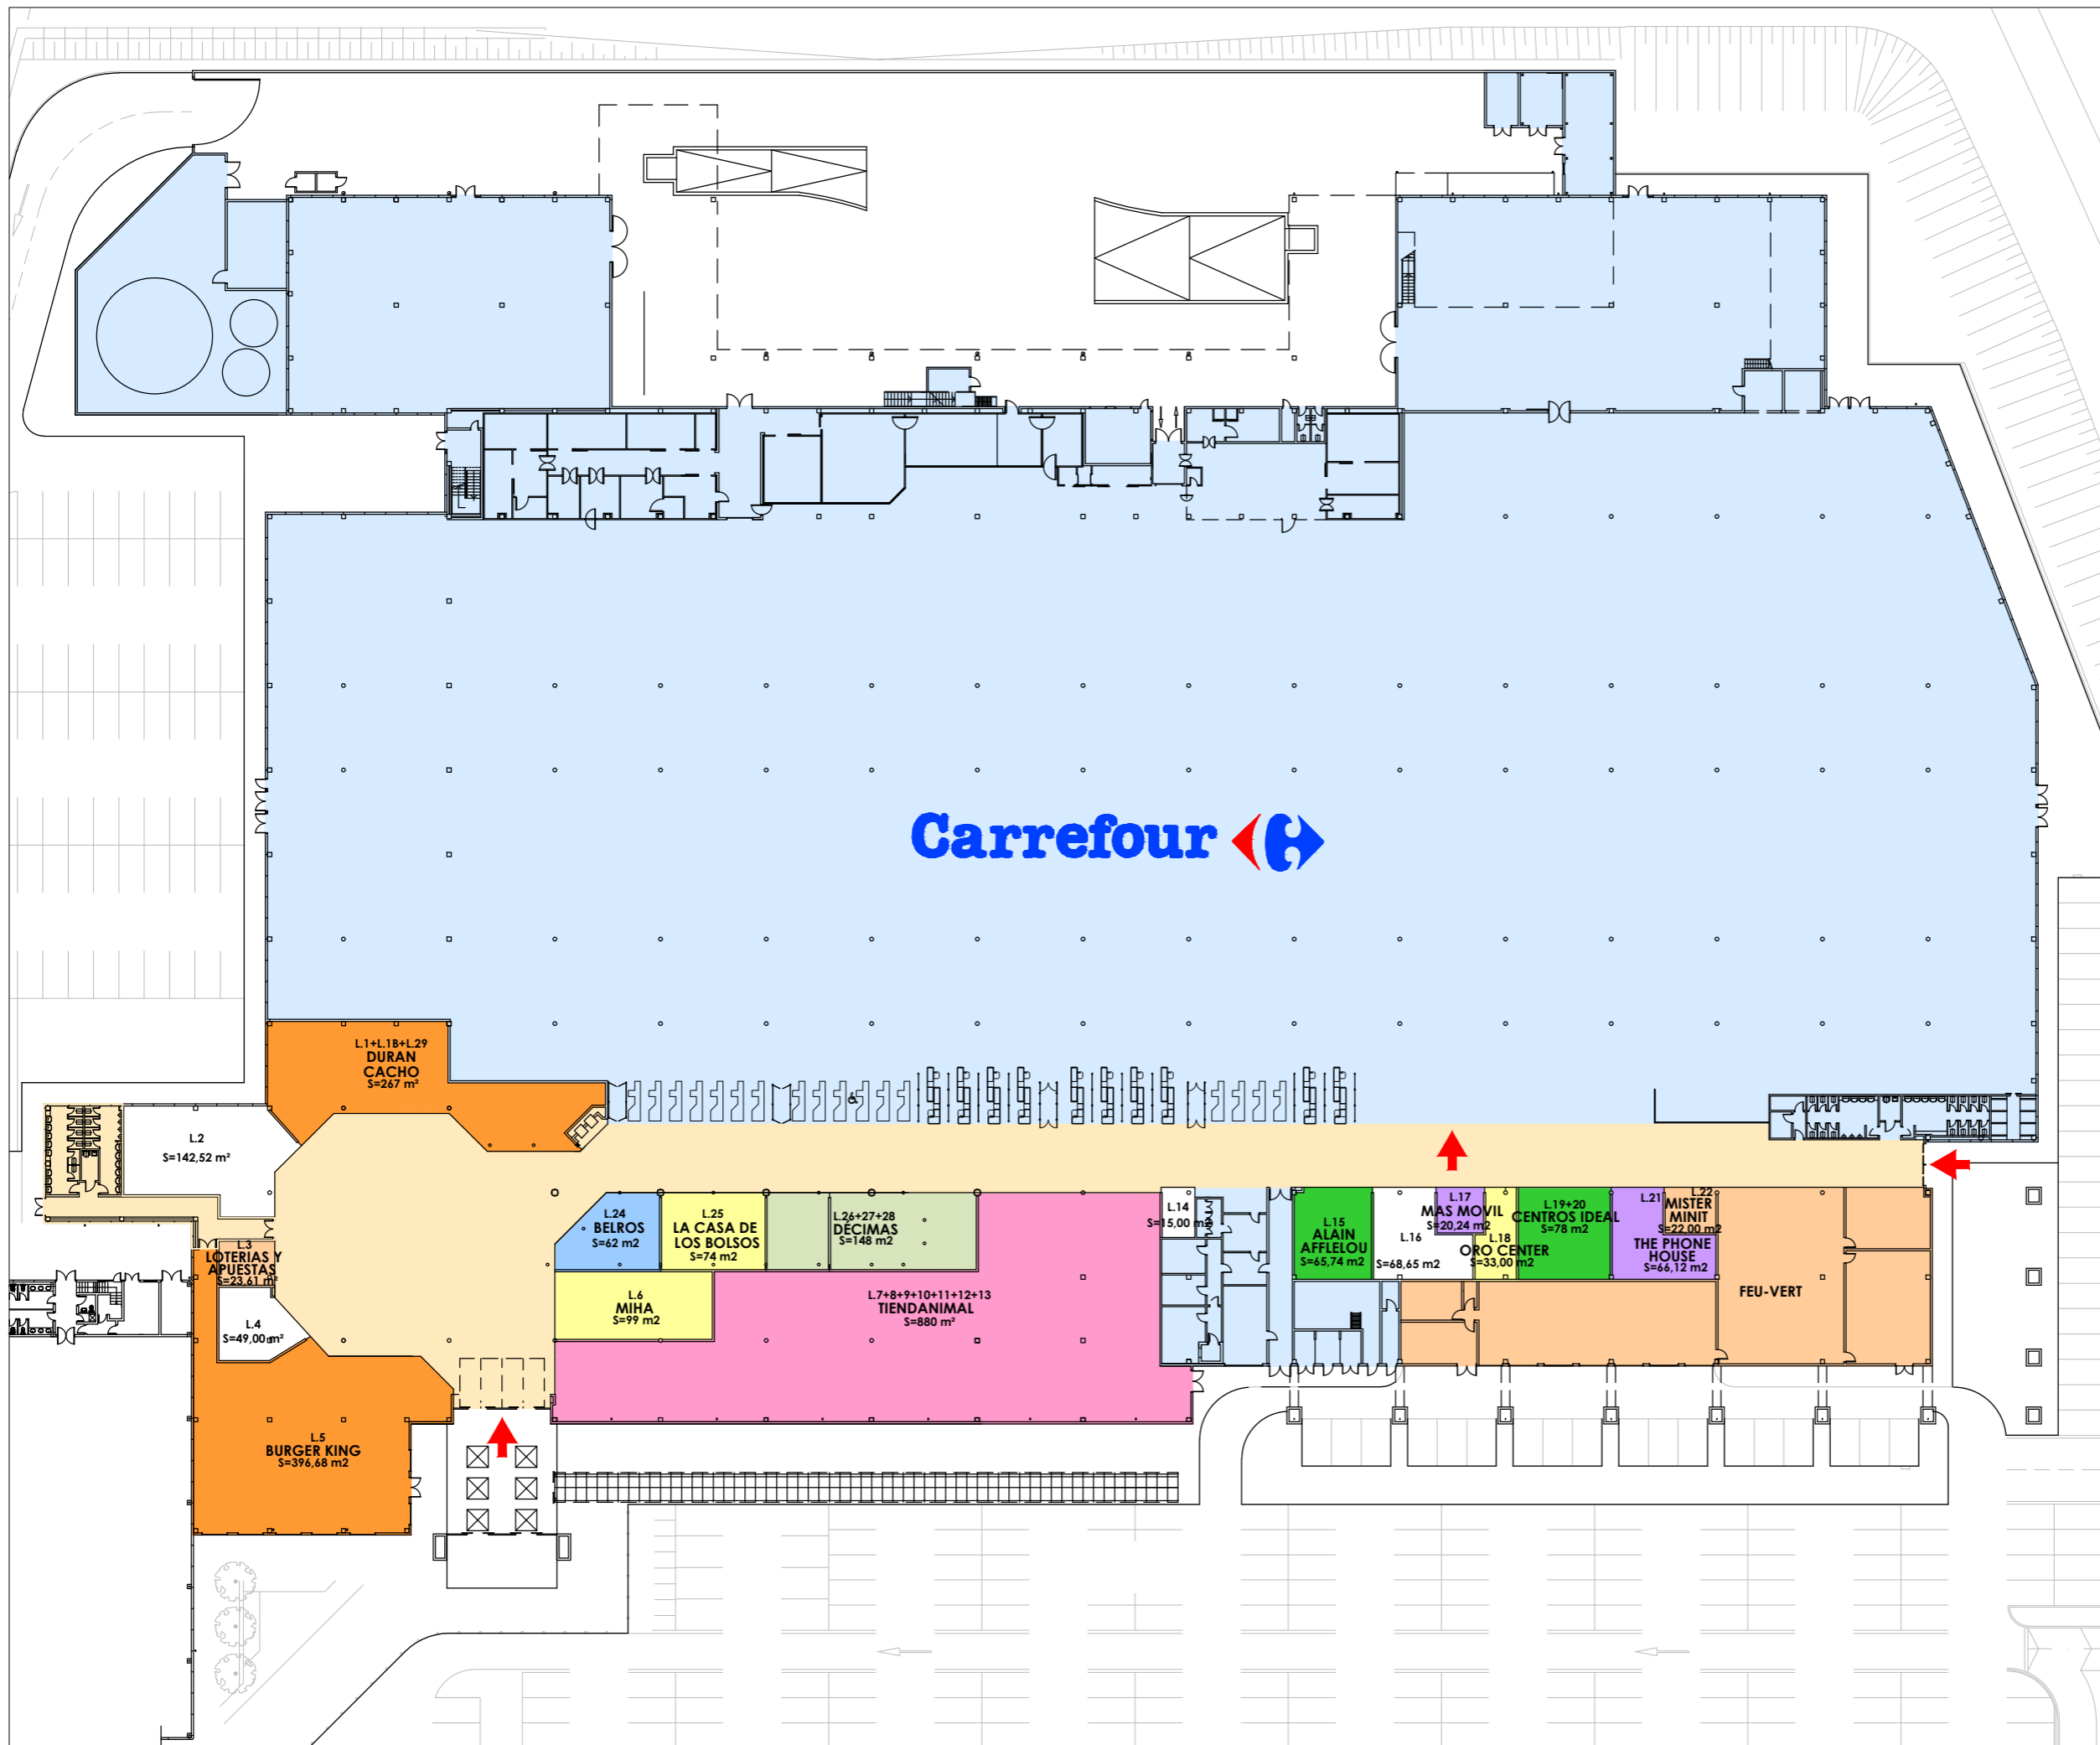 Carrefour
L.1+L.1B+L.29
DURAN
CACHO
S=267 m²
L.2
S=142,52 m²
L.3
LOTERIAS Y
APUESTAS
S=23,61 m²
L.4
S=49,00 m²
L.5
BURGER KING
S=396,68 m2
L.24
BELROS
S=62 m2
L.25
LA CASA DE
LOS BOLSOS
S=74 m2
L.26+27+28
DÉCIMAS
S=148 m2
L.6
MIHA
S=99 m2
L.7+8+9+10+11+12+13
TIENDANIMAL
S=880 m²
L.14
S=15,00 m2
L.15
ALAIN
AFFLELOU
S=65,74 m2
L.16
S=68,65 m2
L.17
MAS MOVIL
S=20,24 m2
L.18
ORO CENTER
S=33,00 m2
L.19+20
CENTROS IDEAL
S=78 m2
L.21
THE PHONE
HOUSE
S=66,12 m2
L.22
MISTER
MINIT
S=22,00 m2
FEU-VERT